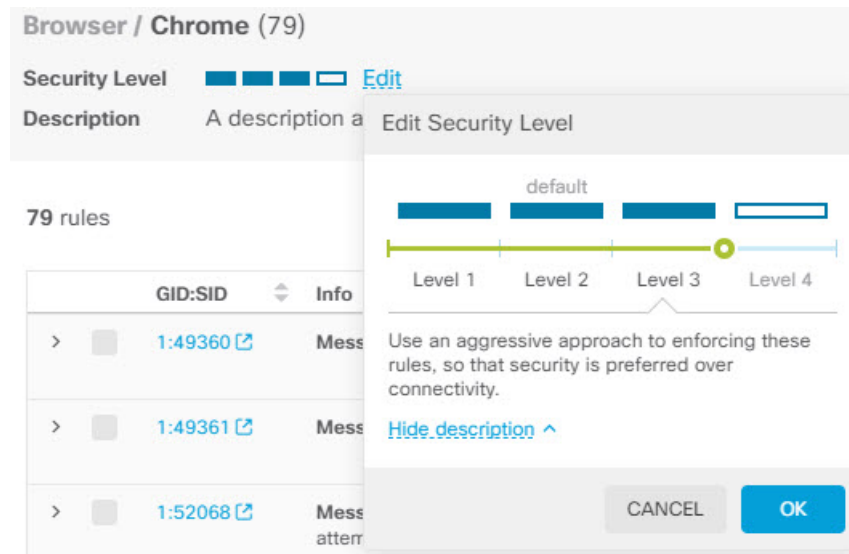 Browser / Chrome (79)
Security Level Edit
Description A description a
Edit Security Level
default
Level 1 Level 2 Level 3 Level 4
Use an aggressive approach to enforcing these
rules, so that security is preferred over
connectivity.
Hide description
CANCEL OK
79 rules
GID:SID Info
1:49360 Mess
1:49361 Mess
1:52068 Mess